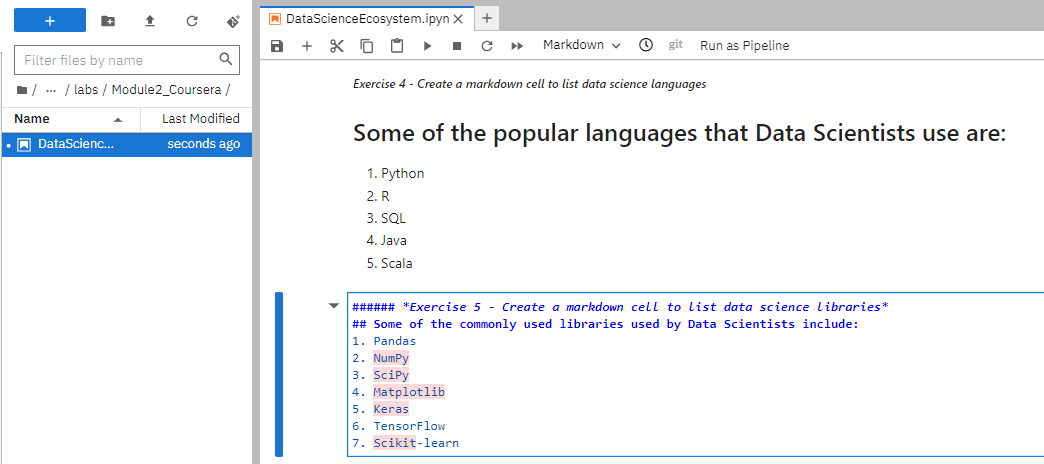 DataScienceEcosystem.ipyn
+
Filter files by name
Markdown
git
Run as Pipeline
/ ... / labs / Module2_Coursera /
Name
Last Modified
DataScienc...
seconds ago
Exercise 4 - Create a markdown cell to list data science languages
Some of the popular languages that Data Scientists use are:
1. Python
2. R
3. SQL
4. Java
5. Scala
###### *Exercise 5 - Create a markdown cell to list data science libraries*
## Some of the commonly used libraries used by Data Scientists include:
1. Pandas
2. NumPy
3. SciPy
4. Matplotlib
5. Keras
6. TensorFlow
7. Scikit-learn